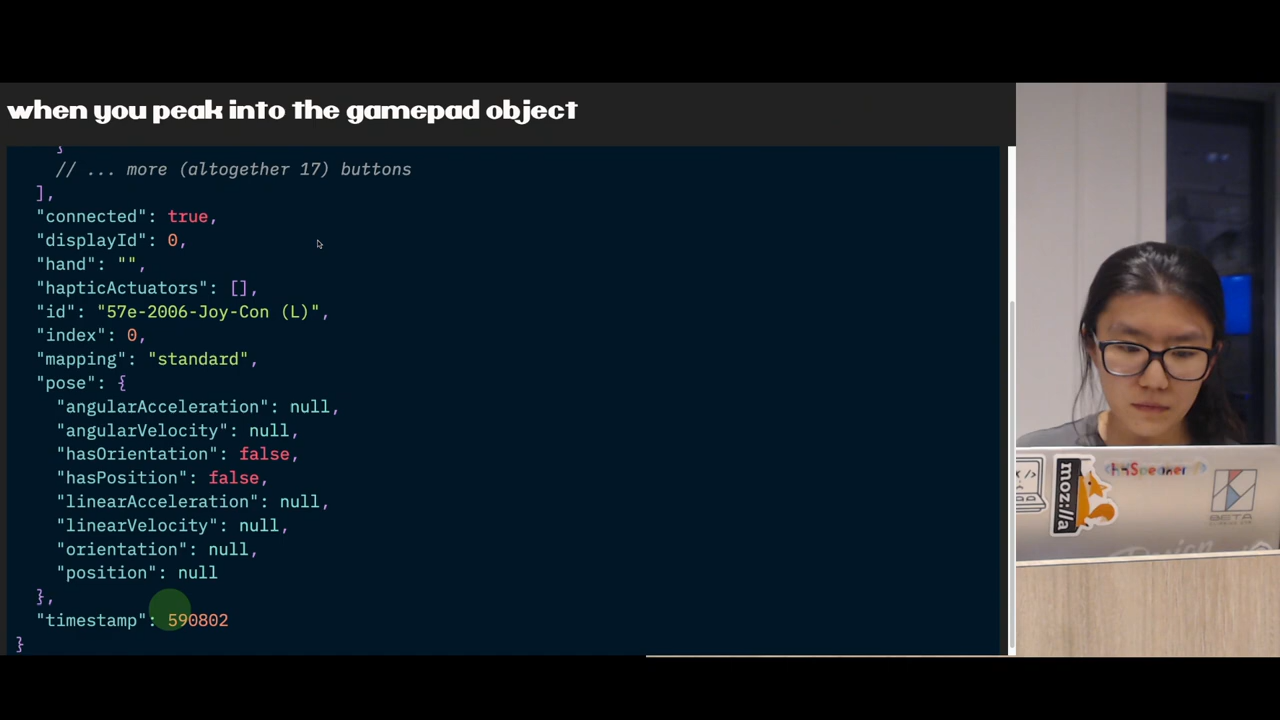 when you peak into the gamepad object
}
// ... more (altogether 17) buttons
],
"connected": true,
"displayId": 0,
"hand": "",
"hapticActuators": [],
"id": "57e-2006-Joy-Con (L)",
"index": 0,
"mapping": "standard",
"pose": {
"angularAcceleration": null,
"angularVelocity": null,
"hasOrientation": false,
"hasPosition": false,
"linearAcceleration": null,
"linearVelocity": null,
"orientation": null,
"position": null
},
"timestamp": 590802
}
moz://a
BETA